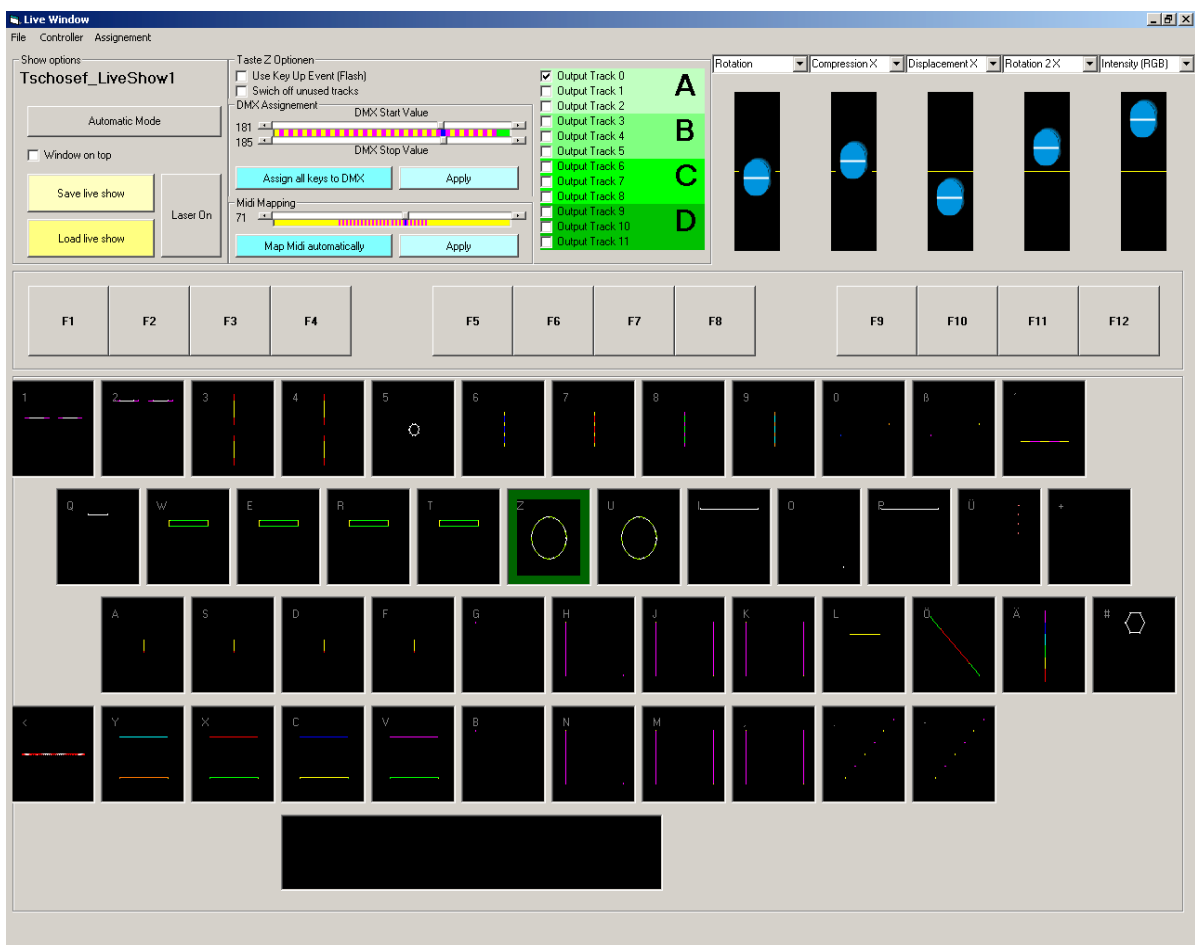 Live Window
File Controller Assignement
Show options
Tschosef_LiveShow1
Automatic Mode
Window on top
Save live show
Load live show
Laser On
Taste Z Optionen
Use Key Up Event (Flash)
Swich off unused tracks
DMX Assignement
DMX Start Value
181
185
DMX Stop Value
Assign all keys to DMX Apply
Midi Mapping
71
Map Midi automatically Apply
Output Track 0
Output Track 1
Output Track 2
A
Output Track 3
Output Track 4
Output Track 5
B
Output Track 6
Output Track 7
Output Track 8
C
Output Track 9
Output Track 10
Output Track 11
D
Rotation Compression X Displacement X Rotation 2 X Intensity (RGB)
F1 F2 F3 F4 F5 F6 F7 F8 F9 F10 F11 F12
1 2 3 4 5 6 7 8 9 0 ß ´
Q W E R T Z U I O P Ü +
A S D F G H J K L Ö Ä #
< Y X C V B N M , . -